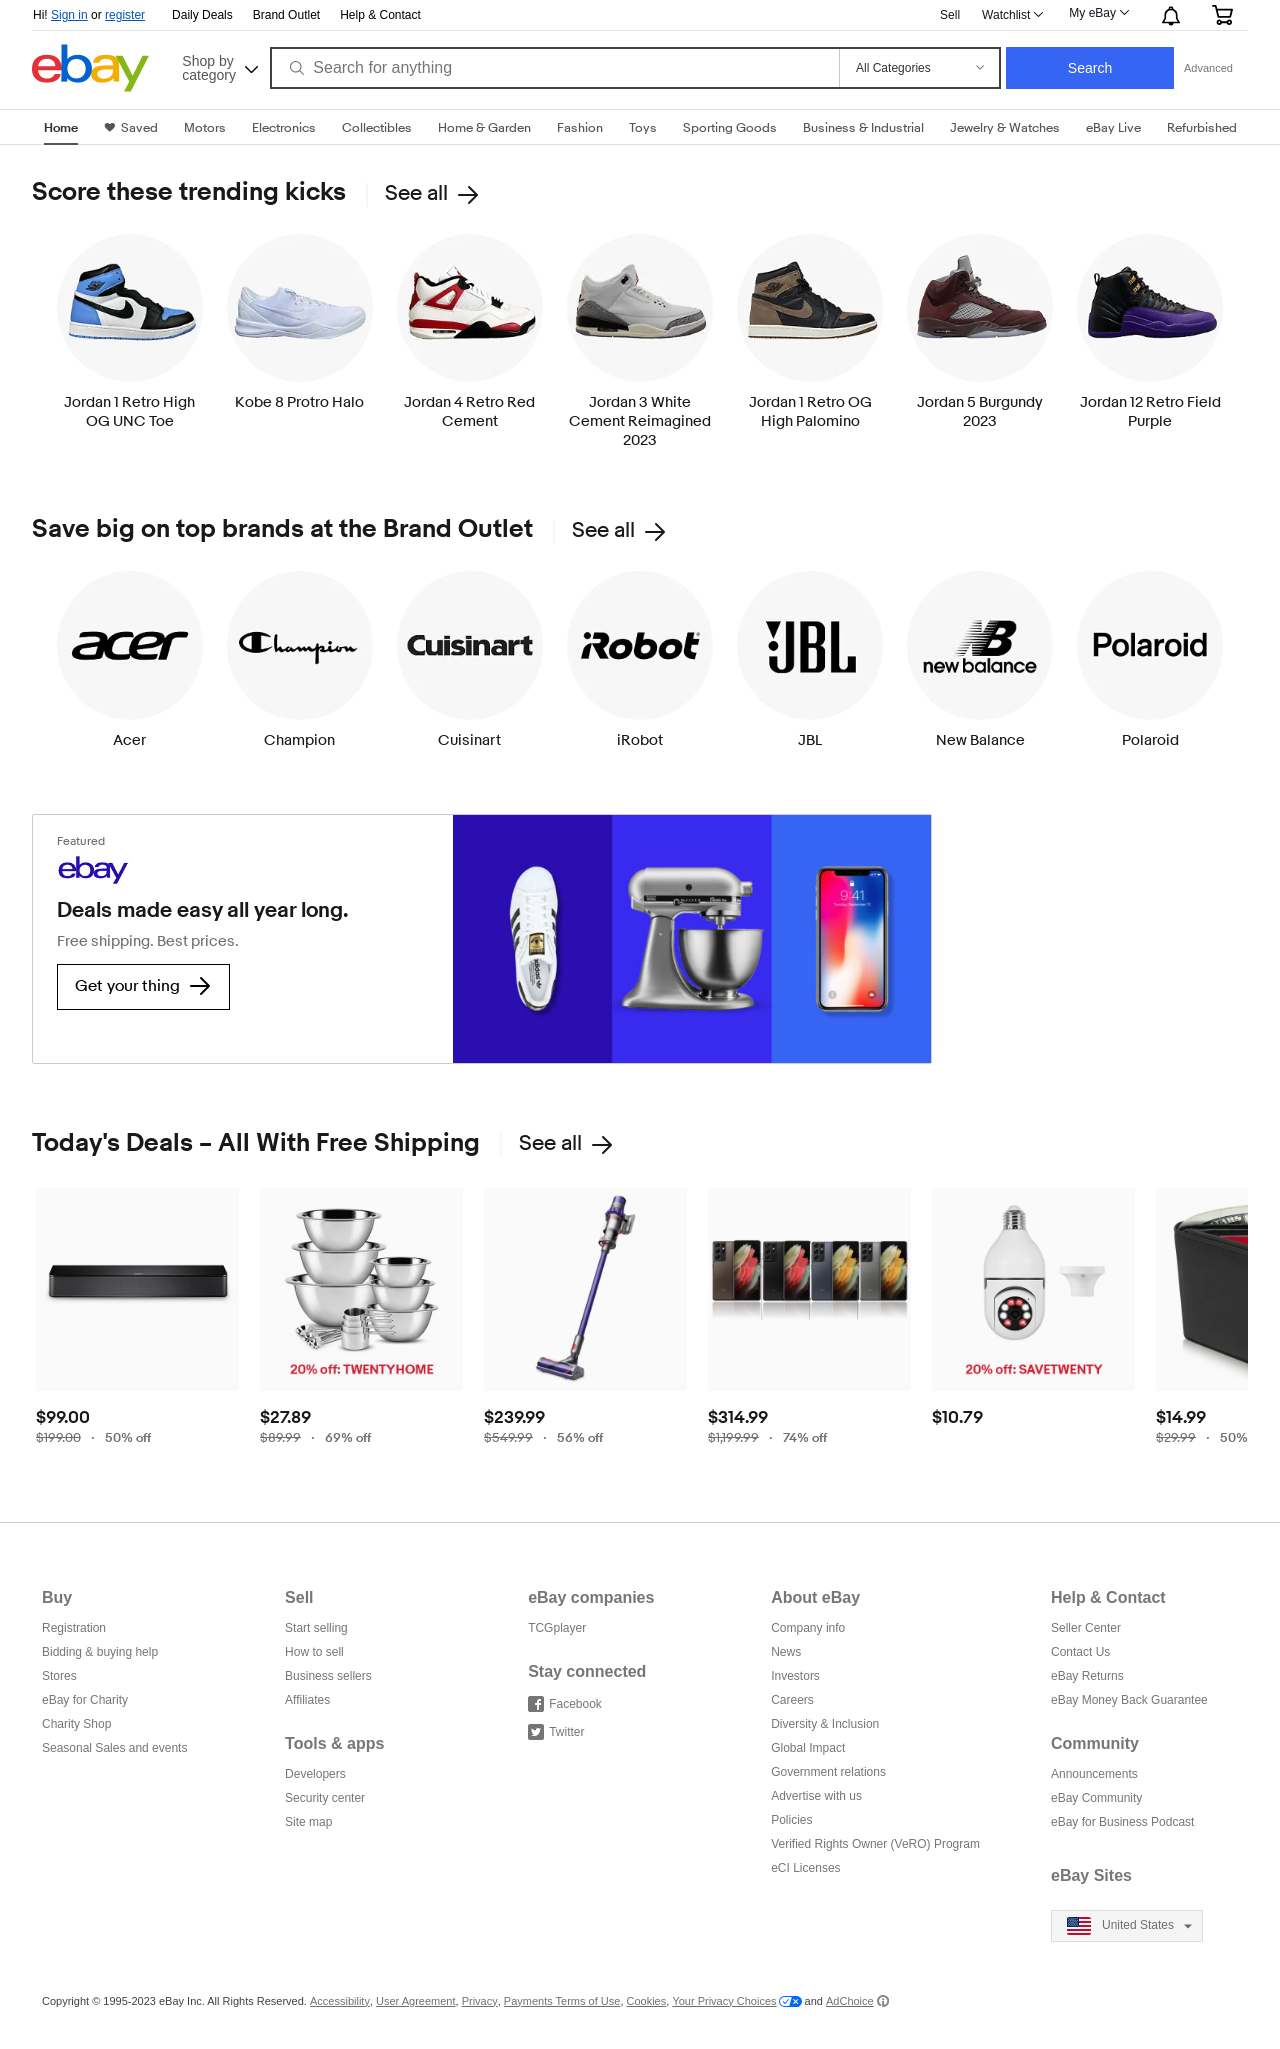 Hi! Sign in or register Daily Deals Brand Outlet Help & Contact Sell Watchlist My eBay
ebay Shop by category Search for anything All Categories Search Advanced
Home Saved Motors Electronics Collectibles Home & Garden Fashion Toys Sporting Goods Business & Industrial Jewelry & Watches eBay Live Refurbished
Score these trending kicks See all
Jordan 1 Retro High OG UNC Toe
Kobe 8 Protro Halo
Jordan 4 Retro Red Cement
Jordan 3 White Cement Reimagined 2023
Jordan 1 Retro OG High Palomino
Jordan 5 Burgundy 2023
Jordan 12 Retro Field Purple
Save big on top brands at the Brand Outlet See all
acer Champion Cuisinart iRobot JBL NB new balance Polaroid
Acer Champion Cuisinart iRobot JBL New Balance Polaroid
Featured
ebay
Deals made easy all year long.
Free shipping. Best prices.
Get your thing
9:41
Today's Deals – All With Free Shipping See all
20% off: TWENTYHOME
20% off: SAVETWENTY
$99.00 $27.89 $239.99 $314.99 $10.79 $14.99
$199.00 · 50% off $89.99 · 69% off $549.99 · 56% off $1,199.99 · 74% off $29.99 · 50%
Buy
Registration
Bidding & buying help
Stores
eBay for Charity
Charity Shop
Seasonal Sales and events
Sell
Start selling
How to sell
Business sellers
Affiliates
Tools & apps
Developers
Security center
Site map
eBay companies
TCGplayer
Stay connected
Facebook
Twitter
About eBay
Company info
News
Investors
Careers
Diversity & Inclusion
Global Impact
Government relations
Advertise with us
Policies
Verified Rights Owner (VeRO) Program
eCI Licenses
Help & Contact
Seller Center
Contact Us
eBay Returns
eBay Money Back Guarantee
Community
Announcements
eBay Community
eBay for Business Podcast
eBay Sites
United States
Copyright © 1995-2023 eBay Inc. All Rights Reserved. Accessibility, User Agreement, Privacy, Payments Terms of Use, Cookies, Your Privacy Choices and AdChoice